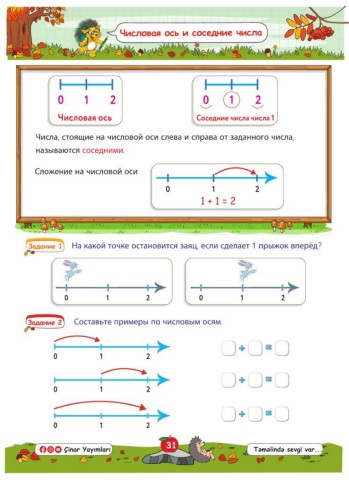 Числовая ось и соседние числа
0 1 2
Числовая ось
0 1 2
Соседние числа числа 1
Числа, стоящие на числовой оси слева и справа от заданного числа,
называются соседними.
Сложение на числовой оси
0 1 2
1 + 1 = 2
Задание 1 На какой точке остановится заяц, если сделает 1 прыжок вперёд?
0 1 2
0 1 2
Задание 2 Составьте примеры по числовым осям.
0 1 2
+ =
0 1 2
+ =
0 1 2
+ =
Çinar Yayımları
31
Təməlində sevgi var...